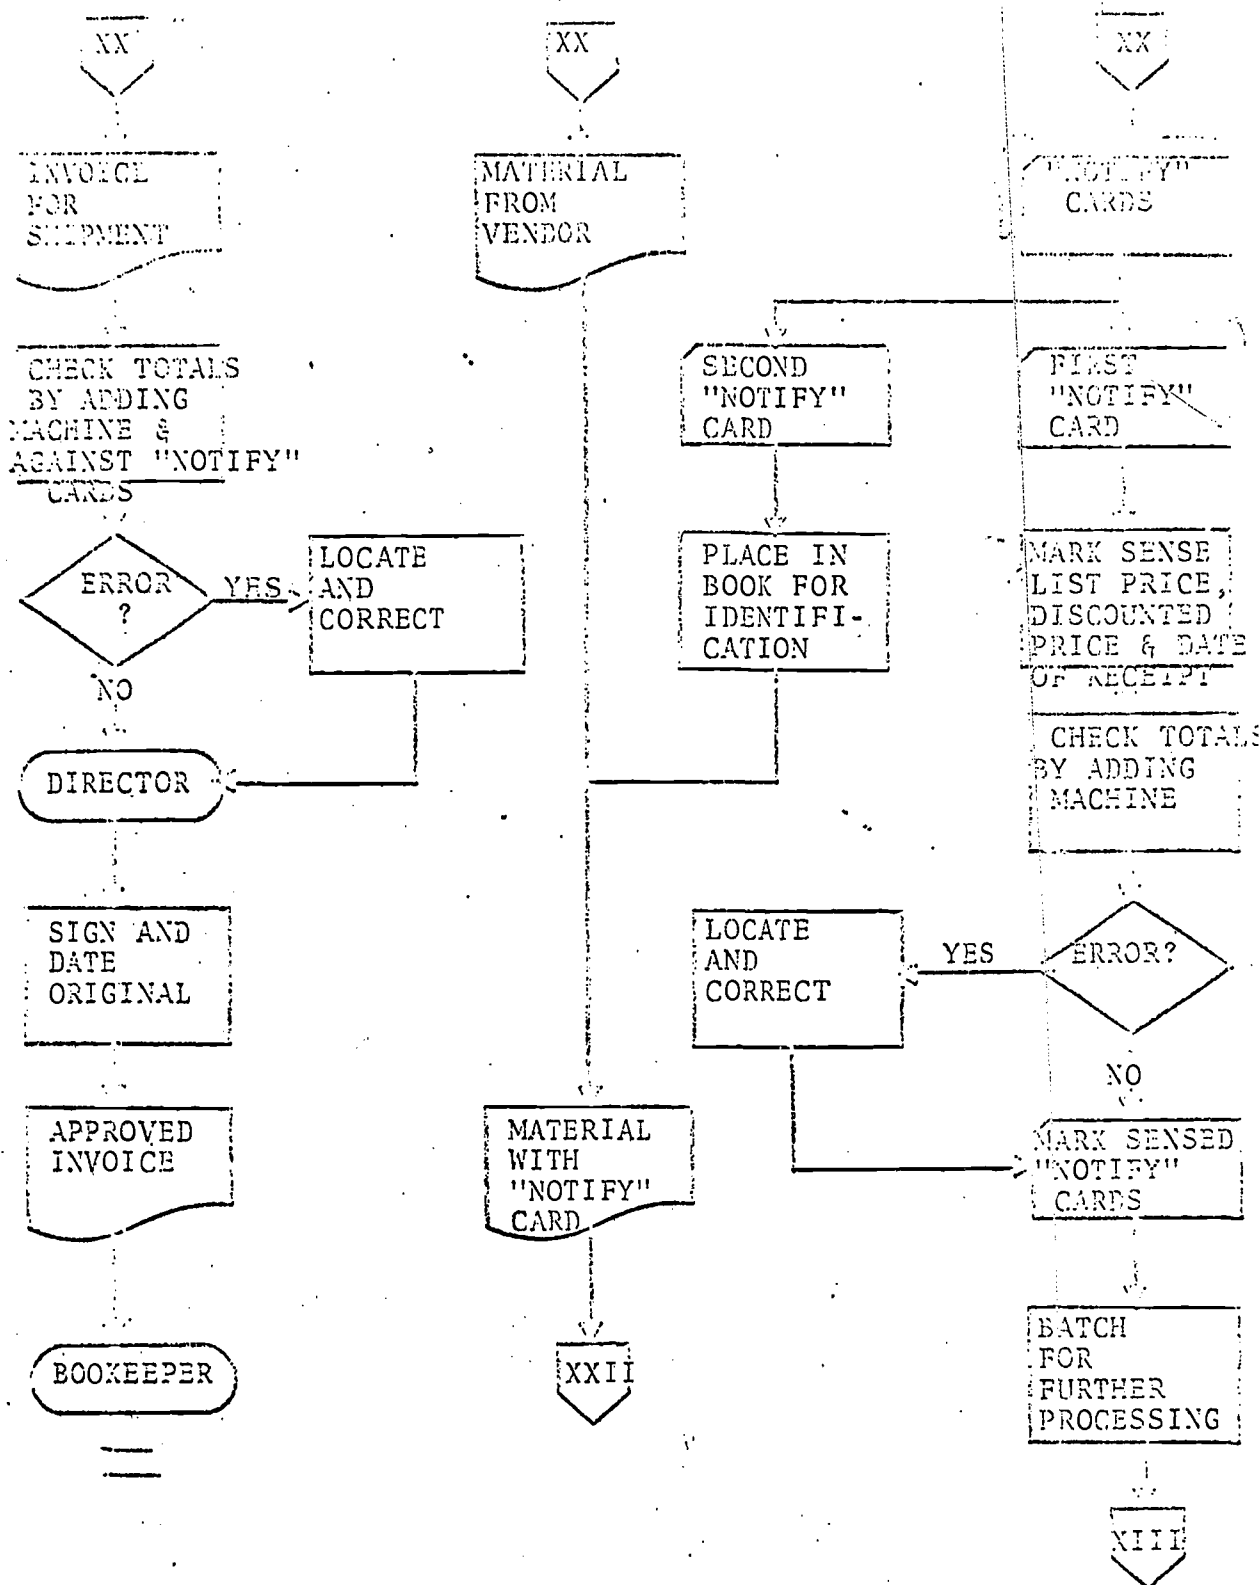 XX
INVOICE
FOR
SHIPMENT
CHECK TOTALS
BY ADDING
MACHINE &
AGAINST "NOTIFY"
CARDS
ERROR
?
YES
LOCATE
AND
CORRECT
NO
DIRECTOR
SIGN AND
DATE
ORIGINAL
APPROVED
INVOICE
BOOKEEPER
XX
MATERIAL
FROM
VENDOR
SECOND
"NOTIFY"
CARD
PLACE IN
BOOK FOR
IDENTIFI-
CATION
MATERIAL
WITH
"NOTIFY"
CARD
XXII
XX
"NOTIFY"
CARDS
FIRST
"NOTIFY"
CARD
MARK SENSE
LIST PRICE,
DISCOUNTED
PRICE & DATE
OF RECEIPT
CHECK TOTALS
BY ADDING
MACHINE
ERROR?
YES
LOCATE
AND
CORRECT
NO
MARK SENSED
"NOTIFY"
CARDS
BATCH
FOR
FURTHER
PROCESSING
XIII